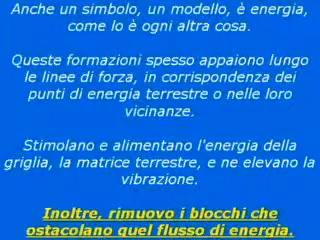 Anche un simbolo, un modello, è energia,
come lo è ogni altra cosa.
Queste formazioni spesso appaiono lungo
le linee di forza, in corrispondenza dei
punti di energia terrestre o nelle loro
vicinanze.
Stimolano e alimentano l'energia della
griglia, la matrice terrestre, e ne elevano la
vibrazione.
Inoltre, rimuovo i blocchi che
ostacolano quel flusso di energia.